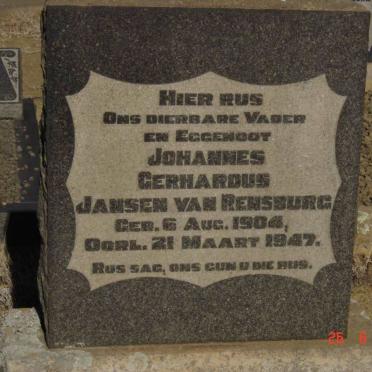 HIER RUS
ONS DIERBARE VADER
EN EGGENOOT
JOHANNES
GERHARDUS
JANSEN VAN RENSBURG
GEB. 6 AUG. 1904,
OORL. 21 MAART 1947.
RUS SAG, ONS GUN U DIE RUS.